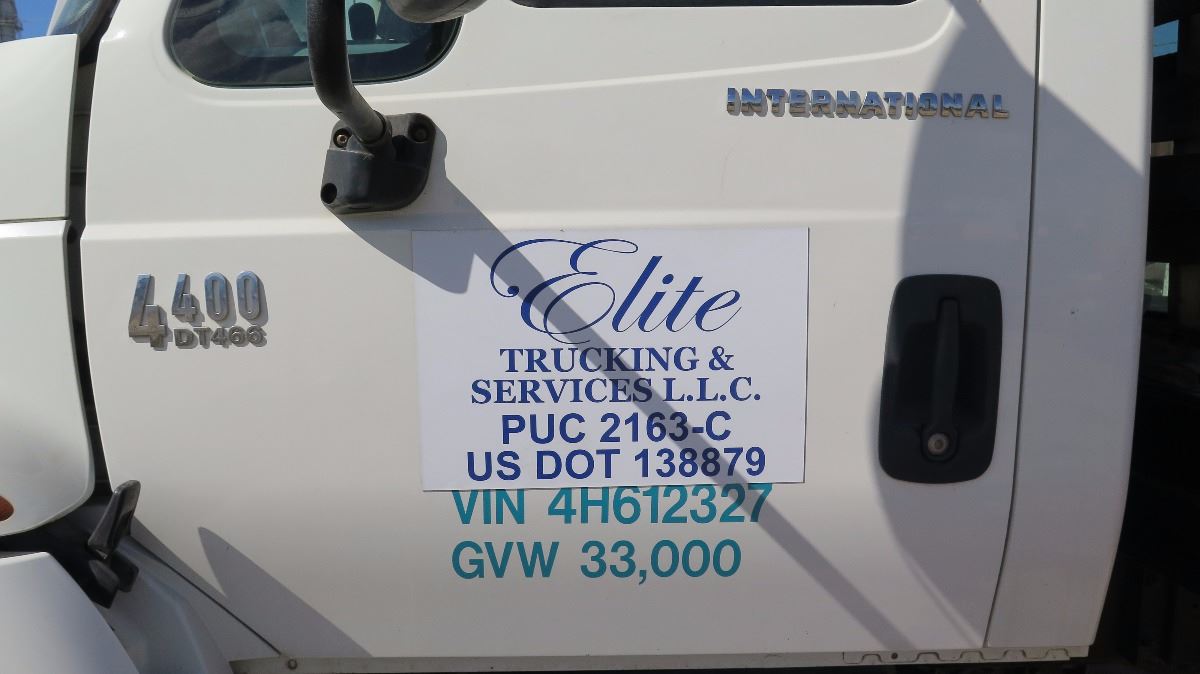 INTERNATIONAL
4400
DT466
Elite
TRUCKING &
SERVICES L.L.C.
PUC 2163-C
US DOT 138879
VIN 4H612327
GVW 33,000